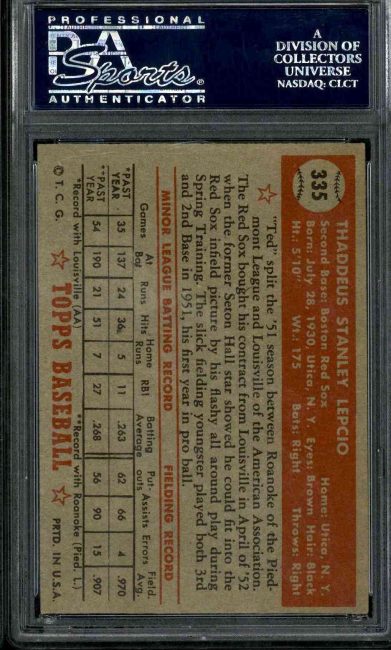 PROFESSIONAL
PSA
Sports
AUTHENTICATOR
A
DIVISION OF
COLLECTORS
UNIVERSE
NASDAQ: CLCT
335
THADDEUS STANLEY LEPCIO
Second Base: Boston Red Sox Home: Utica, N. Y.
Born: July 28, 1930, Utica, N. Y. Eyes: Brown Hair: Black
Ht.: 5'10" Wt.: 175 Bats: Right Throws: Right
"Ted" split the '51 season between Roanoke of the Pied-
mont League and Louisville of the American Association.
The Red Sox bought his contract from Louisville in April of '52
when the former Seton Hall star showed he could fit into the
Red Sox infield picture by his flashy all around play during
Spring Training. The slick fielding youngster played both 3rd
and 2nd Base in 1951, his first year in pro ball.
MINOR LEAGUE BATTING RECORD FIELDING RECORD
Games At Bat Runs Hits Home Runs RBI Batting Average Put-outs Assists Errors Field. Avg.
*PAST YEAR 35 137 24 36 5 11 .263 62 66 4 .970
**PAST YEAR 54 190 21 51 7 27 .268 56 90 15 .907
*Record with Louisville (AA) **Record with Roanoke (Pied. L.)
© T. C. G. TOPPS BASEBALL PRTD. IN U.S.A.